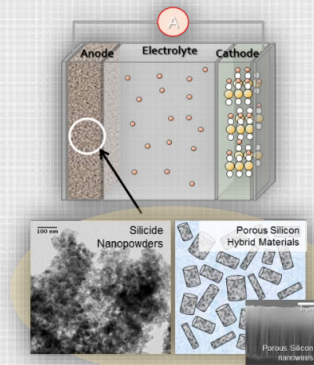 A
Anode
Electrolyte
Cathode
100 nm
Silicide
Nanopowders
Porous Silicon
Hybrid Materials
Porous Silicon
nanowires